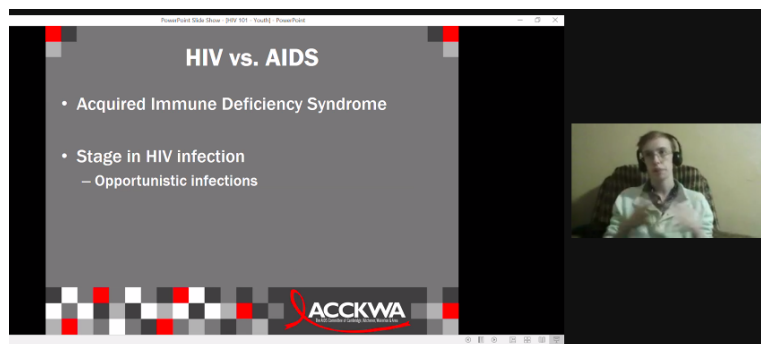 PowerPoint Slide Show - [HIV 101 - Youth] - PowerPoint
HIV vs. AIDS
• Acquired Immune Deficiency Syndrome
• Stage in HIV infection
– Opportunistic infections
ACCKWA